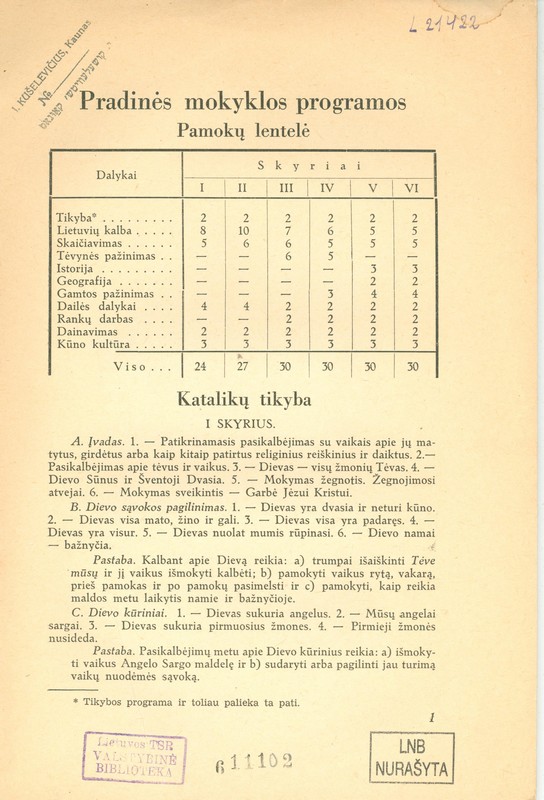 L 21422
I. KUŠELEVIČIUS, Kaunas
№
Pradinės mokyklos programos
Pamokų lentelė
Dalykai Skyriai
I II III IV V VI
Tikyba* . . . . . . . . . 2 2 2 2 2 2
Lietuvių kalba . . . . . 8 10 7 6 5 5
Skaičiavimas . . . . . . 5 6 6 5 5 5
Tėvynės pažinimas . . — — 6 5 — —
Istorija . . . . . . . . . — — — — 3 3
Geografija . . . . . . . — — — — 2 2
Gamtos pažinimas . . — — — 3 4 4
Dailės dalykai . . . . 4 4 2 2 2 2
Rankų darbas . . . . — — 2 2 2 2
Dainavimas . . . . . . 2 2 2 2 2 2
Kūno kultūra . . . . . 3 3 3 3 3 3
Viso . . . 24 27 30 30 30 30
Katalikų tikyba
I SKYRIUS.
A. Įvadas. 1. — Patikrinamasis pasikalbėjimas su vaikais apie jų ma-
tytus, girdėtus arba kaip kitaip patirtus religinius reiškinius ir daiktus. 2.—
Pasikalbėjimas apie tėvus ir vaikus. 3. — Dievas — visų žmonių Tėvas. 4. —
Dievo Sūnus ir Šventoji Dvasia. 5. — Mokymas žegnotis. Žegnojimosi
atvejai. 6. — Mokymas sveikintis — Garbė Jėzui Kristui.
B. Dievo sąvokos pagilinimas. 1. — Dievas yra dvasia ir neturi kūno.
2. — Dievas visa mato, žino ir gali. 3. — Dievas visa yra padaręs. 4. —
Dievas yra visur. 5. — Dievas nuolat mumis rūpinasi. 6. — Dievo namai
— bažnyčia.
Pastaba. Kalbant apie Dievą reikia: a) trumpai išaiškinti Tėve
mūsų ir jį vaikus išmokyti kalbėti; b) pamokyti vaikus rytą, vakarą,
prieš pamokas ir po pamokų pasimelsti ir c) pamokyti, kaip reikia
maldos metu laikytis namie ir bažnyčioje.
C. Dievo kūriniai. 1. — Dievas sukuria angelus. 2. — Mūsų angelai
sargai. 3. — Dievas sukuria pirmuosius žmones. 4. — Pirmieji žmonės
nusideda.
Pastaba. Pasikalbėjimų metu apie Dievo kūrinius reikia: a) išmoky-
ti vaikus Angelo Sargo maldelę ir b) sudaryti arba pagilinti jau turimą
vaikų nuodėmės sąvoką.
* Tikybos programa ir toliau palieka ta pati.
1
Lietuvos TSR
VALSTYBINĖ
BIBLIOTEKA
611102
LNB
NURAŠYTA